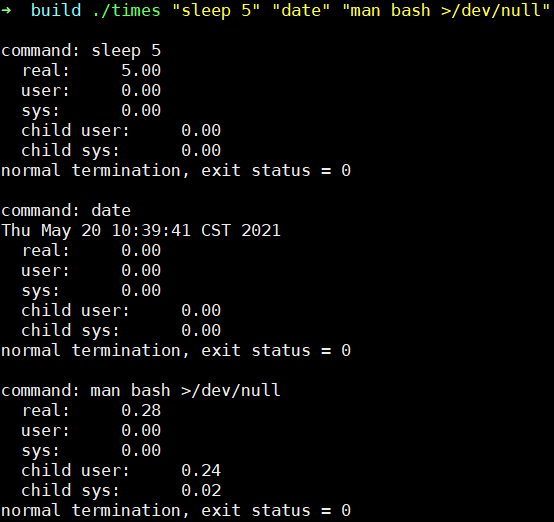 ➜  build ./times "sleep 5" "date" "man bash >/dev/null"
command: sleep 5
  real:     5.00
  user:     0.00
  sys:      0.00
  child user:     0.00
  child sys:      0.00
normal termination, exit status = 0
command: date
Thu May 20 10:39:41 CST 2021
  real:     0.00
  user:     0.00
  sys:      0.00
  child user:     0.00
  child sys:      0.00
normal termination, exit status = 0
command: man bash >/dev/null
  real:     0.28
  user:     0.00
  sys:      0.00
  child user:     0.24
  child sys:      0.02
normal termination, exit status = 0